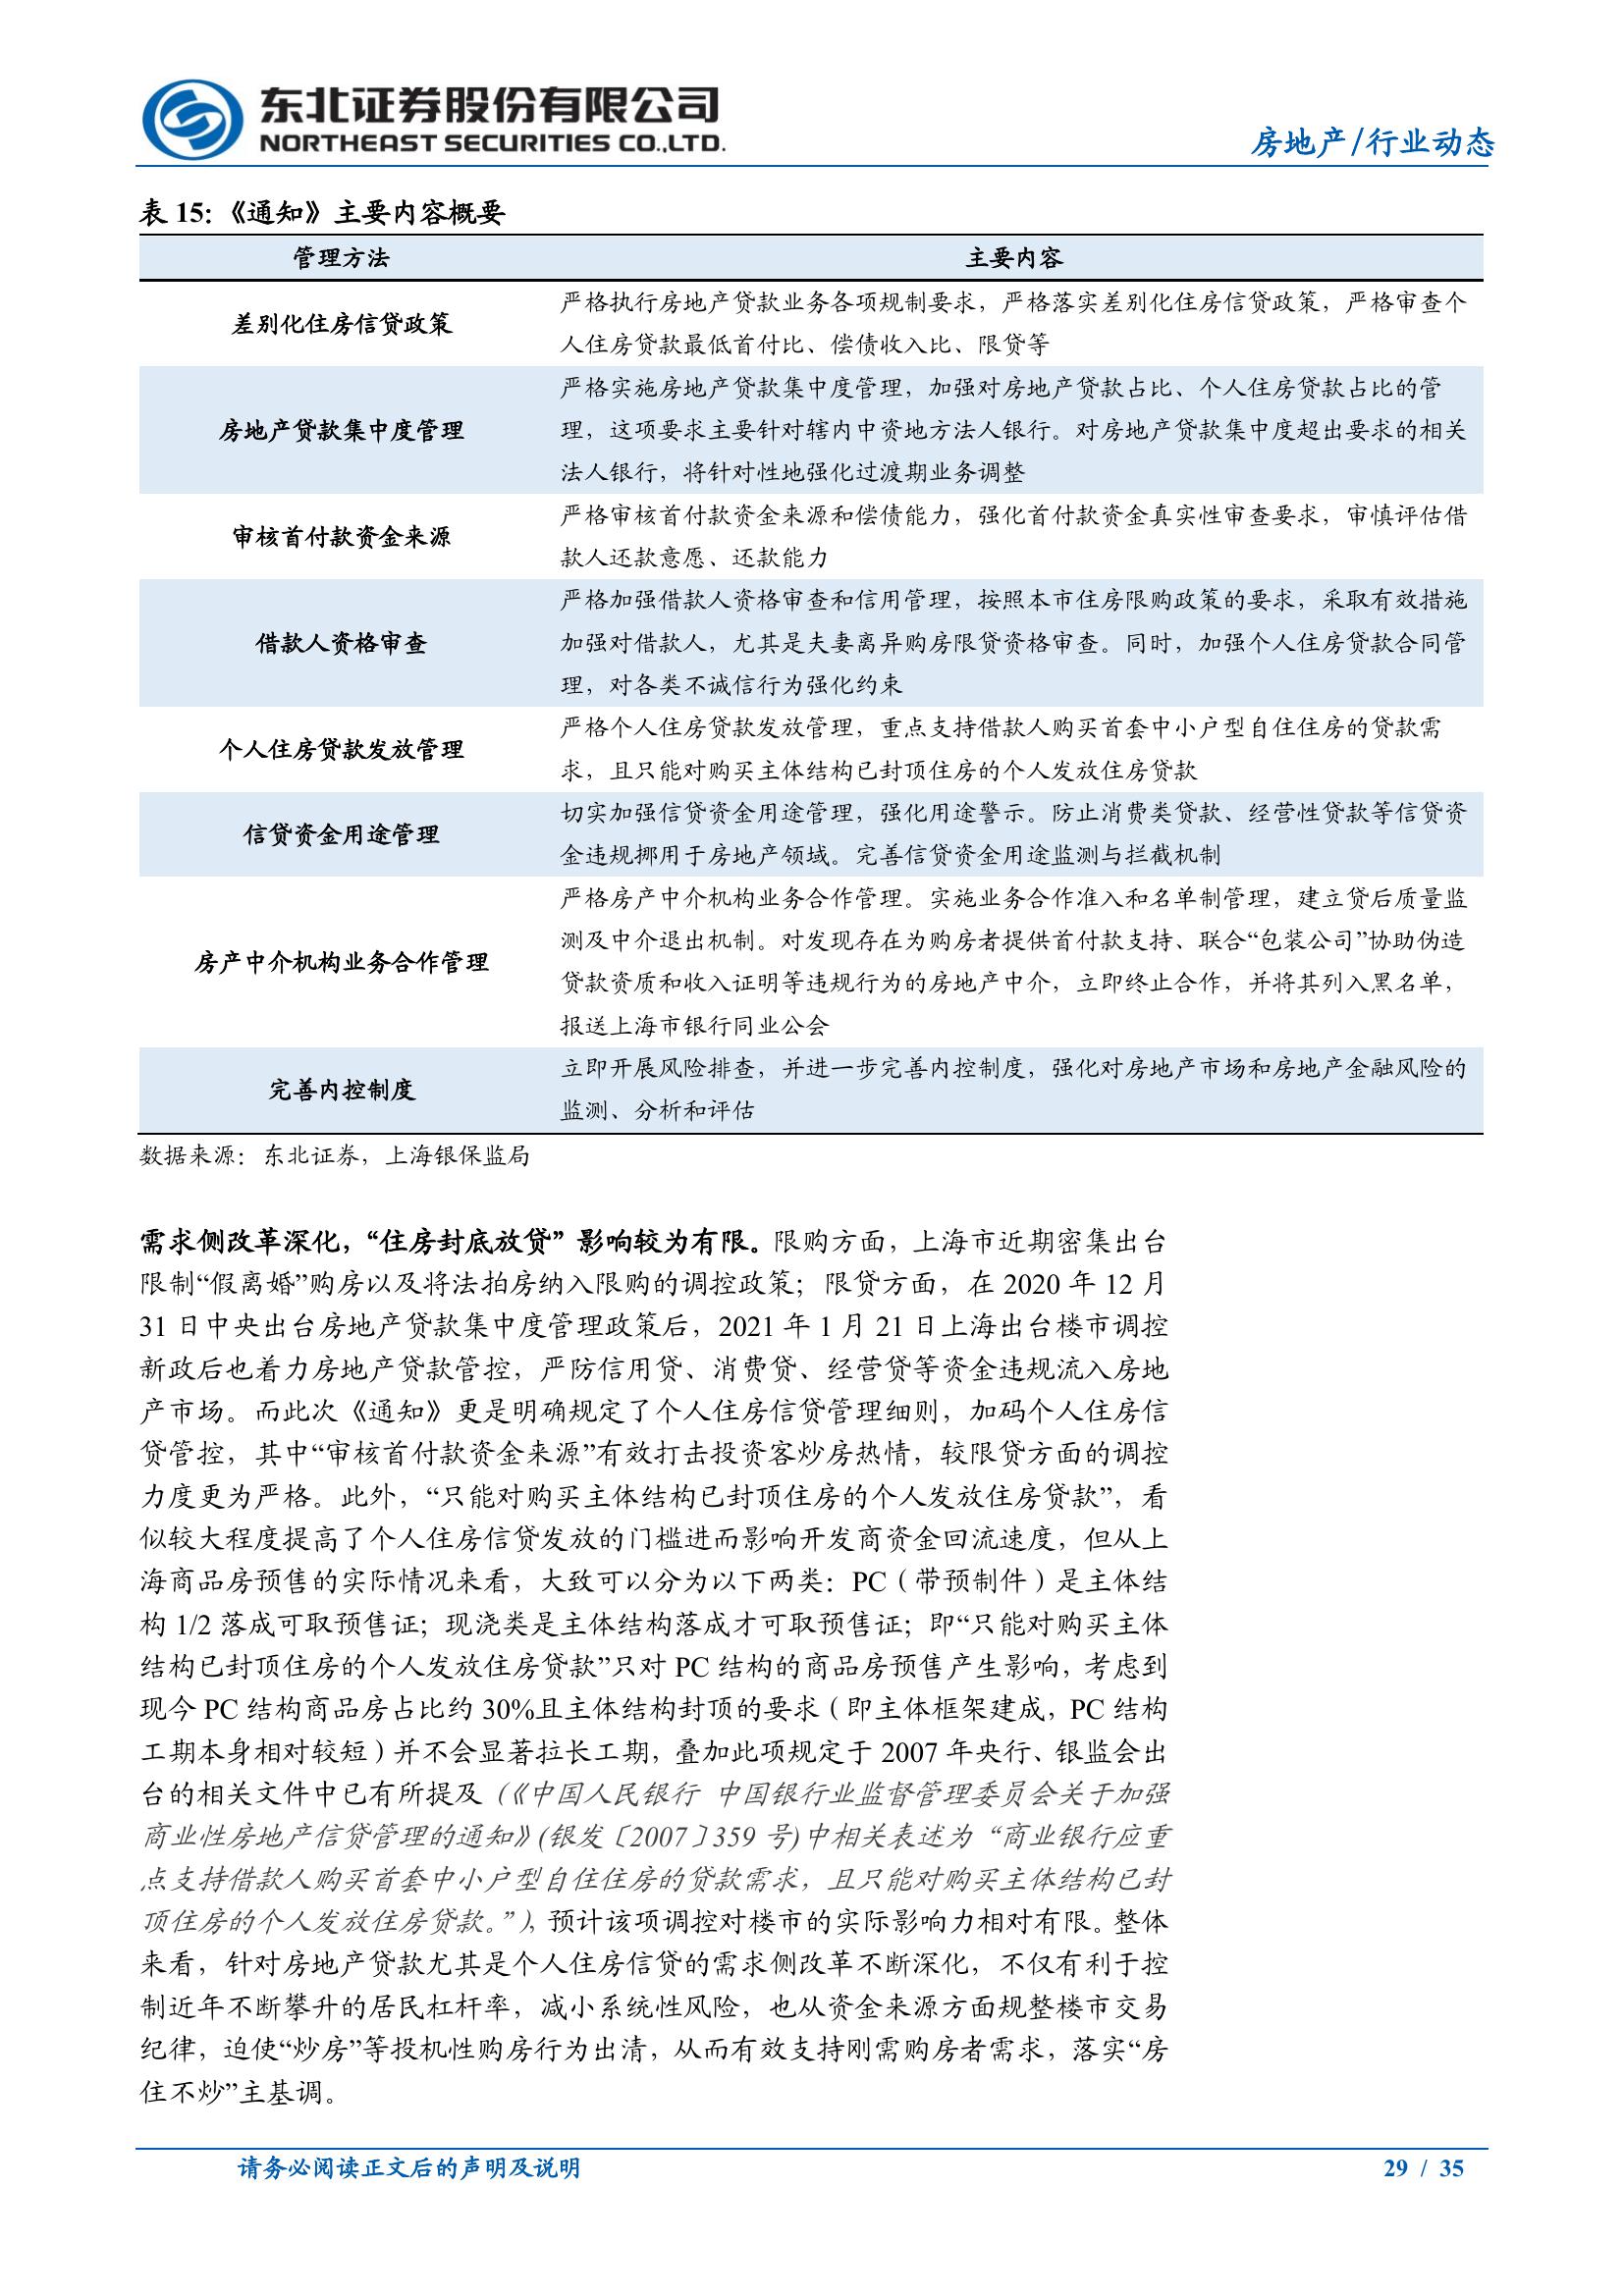 东北证券股份有限公司
NORTHEAST SECURITIES CO.,LTD.
房地产/行业动态
表 15:《通知》主要内容概要
管理方法 主要内容
差别化住房信贷政策
严格执行房地产贷款业务各项规制要求，严格落实差别化住房信贷政策，严格审查个
人住房贷款最低首付比、偿债收入比、限贷等
房地产贷款集中度管理
严格实施房地产贷款集中度管理，加强对房地产贷款占比、个人住房贷款占比的管
理，这项要求主要针对辖内中资地方法人银行。对房地产贷款集中度超出要求的相关
法人银行，将针对性地强化过渡期业务调整
审核首付款资金来源
严格审核首付款资金来源和偿债能力，强化首付款资金真实性审查要求，审慎评估借
款人还款意愿、还款能力
借款人资格审查
严格加强借款人资格审查和信用管理，按照本市住房限购政策的要求，采取有效措施
加强对借款人，尤其是夫妻离异购房限贷资格审查。同时，加强个人住房贷款合同管
理，对各类不诚信行为强化约束
个人住房贷款发放管理
严格个人住房贷款发放管理，重点支持借款人购买首套中小户型自住住房的贷款需
求，且只能对购买主体结构已封顶住房的个人发放住房贷款
信贷资金用途管理
切实加强信贷资金用途管理，强化用途警示。防止消费类贷款、经营性贷款等信贷资
金违规挪用于房地产领域。完善信贷资金用途监测与拦截机制
房产中介机构业务合作管理
严格房产中介机构业务合作管理。实施业务合作准入和名单制管理，建立贷后质量监
测及中介退出机制。对发现存在为购房者提供首付款支持、联合“包装公司”协助伪造
贷款资质和收入证明等违规行为的房地产中介，立即终止合作，并将其列入黑名单，
报送上海市银行同业公会
完善内控制度
立即开展风险排查，并进一步完善内控制度，强化对房地产市场和房地产金融风险的
监测、分析和评估
数据来源：东北证券，上海银保监局
需求侧改革深化，“住房封底放贷”影响较为有限。限购方面，上海市近期密集出台
限制“假离婚”购房以及将法拍房纳入限购的调控政策；限贷方面，在 2020 年 12 月
31 日中央出台房地产贷款集中度管理政策后，2021 年 1 月 21 日上海出台楼市调控
新政后也着力房地产贷款管控，严防信用贷、消费贷、经营贷等资金违规流入房地
产市场。而此次《通知》更是明确规定了个人住房信贷管理细则，加码个人住房信
贷管控，其中“审核首付款资金来源”有效打击投资客炒房热情，较限贷方面的调控
力度更为严格。此外，“只能对购买主体结构已封顶住房的个人发放住房贷款”，看
似较大程度提高了个人住房信贷发放的门槛进而影响开发商资金回流速度，但从上
海商品房预售的实际情况来看，大致可以分为以下两类：PC（带预制件）是主体结
构 1/2 落成可取预售证；现浇类是主体结构落成才可取预售证；即“只能对购买主体
结构已封顶住房的个人发放住房贷款”只对 PC 结构的商品房预售产生影响，考虑到
现今 PC 结构商品房占比约 30%且主体结构封顶的要求（即主体框架建成，PC 结构
工期本身相对较短）并不会显著拉长工期，叠加此项规定于 2007 年央行、银监会出
台的相关文件中已有所提及（《中国人民银行 中国银行业监督管理委员会关于加强
商业性房地产信贷管理的通知》(银发〔2007〕359 号)中相关表述为“商业银行应重
点支持借款人购买首套中小户型自住住房的贷款需求，且只能对购买主体结构已封
顶住房的个人发放住房贷款。”)，预计该项调控对楼市的实际影响力相对有限。整体
来看，针对房地产贷款尤其是个人住房信贷的需求侧改革不断深化，不仅有利于控
制近年不断攀升的居民杠杆率，减小系统性风险，也从资金来源方面规整楼市交易
纪律，迫使“炒房”等投机性购房行为出清，从而有效支持刚需购房者需求，落实“房
住不炒”主基调。
请务必阅读正文后的声明及说明 29 / 35